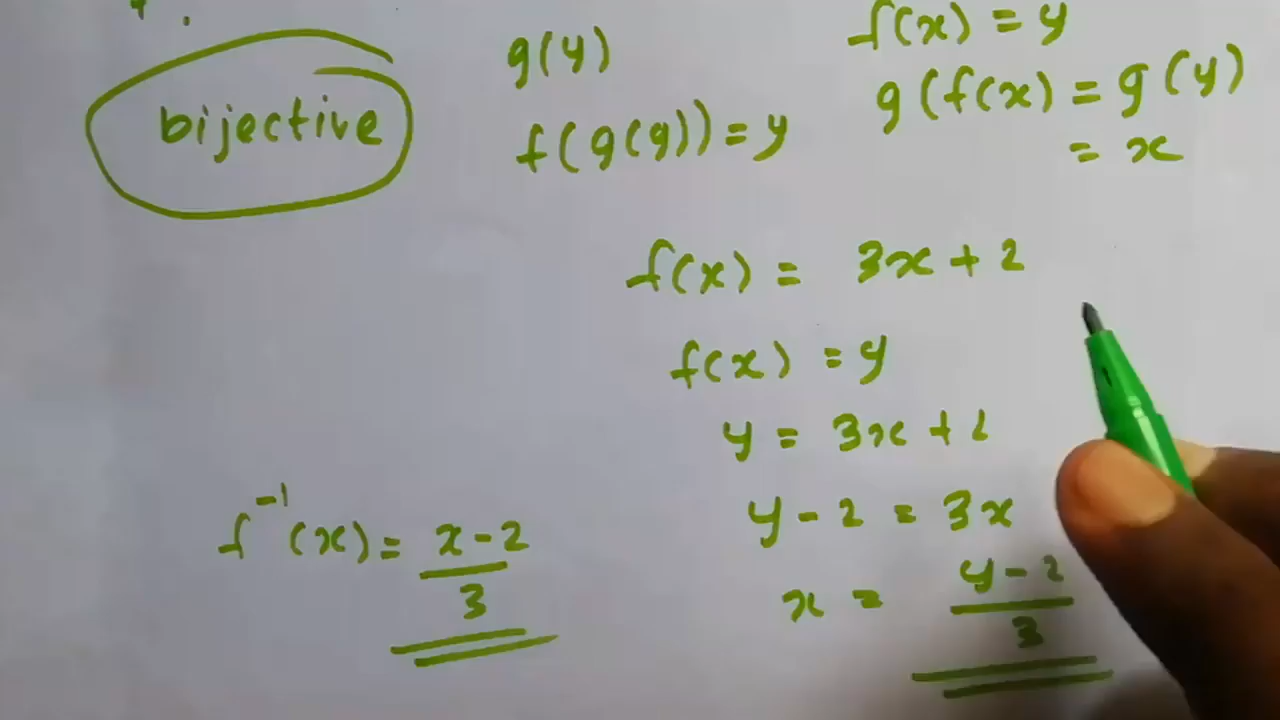 bijective
g(y)
f(g(g))=y
f(x) = y
g(f(x) = g(y)
= x
f(x) = 3x+2
f(x) = y
y = 3x+2
y-2 = 3x
x = y-2
3
f⁻¹(x) = x-2
3